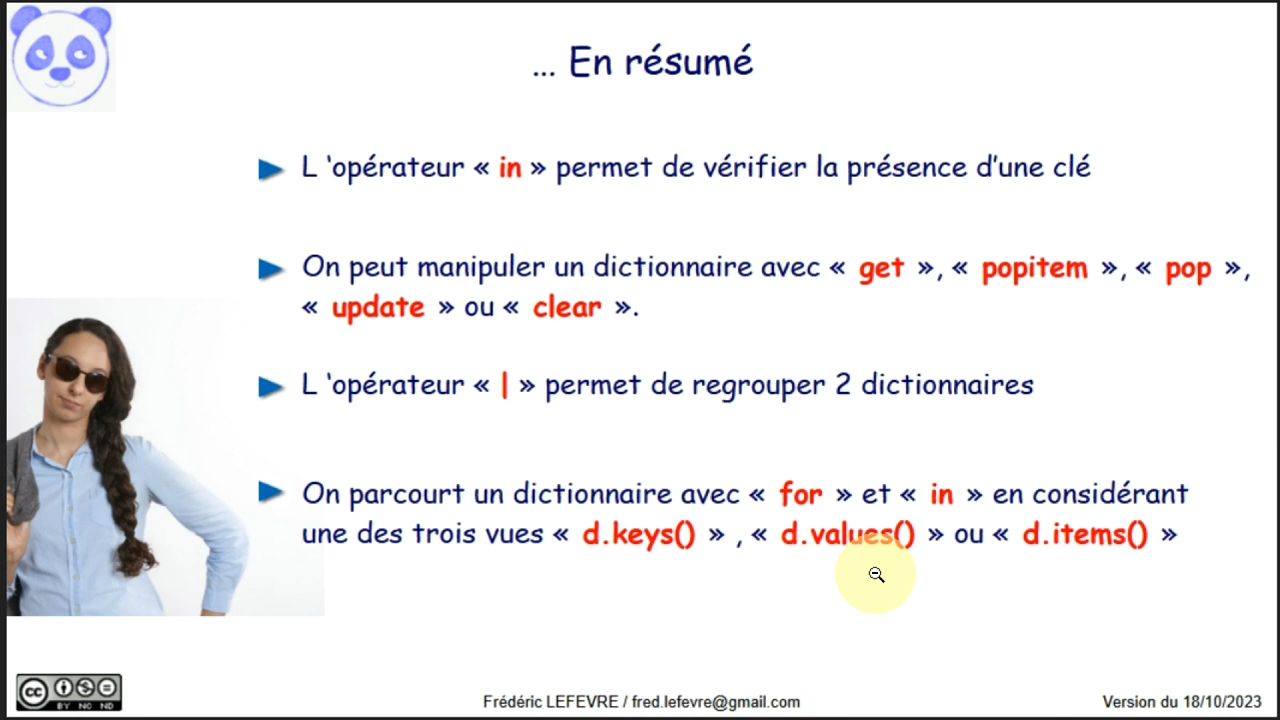 ... En résumé
L ‘opérateur « in » permet de vérifier la présence d’une clé
On peut manipuler un dictionnaire avec « get », « popitem », « pop »,
« update » ou « clear ».
L ‘opérateur « | » permet de regrouper 2 dictionnaires
On parcourt un dictionnaire avec « for » et « in » en considérant
une des trois vues « d.keys() » , « d.values() » ou « d.items() »
cc BY NC ND
Frédéric LEFEVRE / fred.lefevre@gmail.com
Version du 18/10/2023